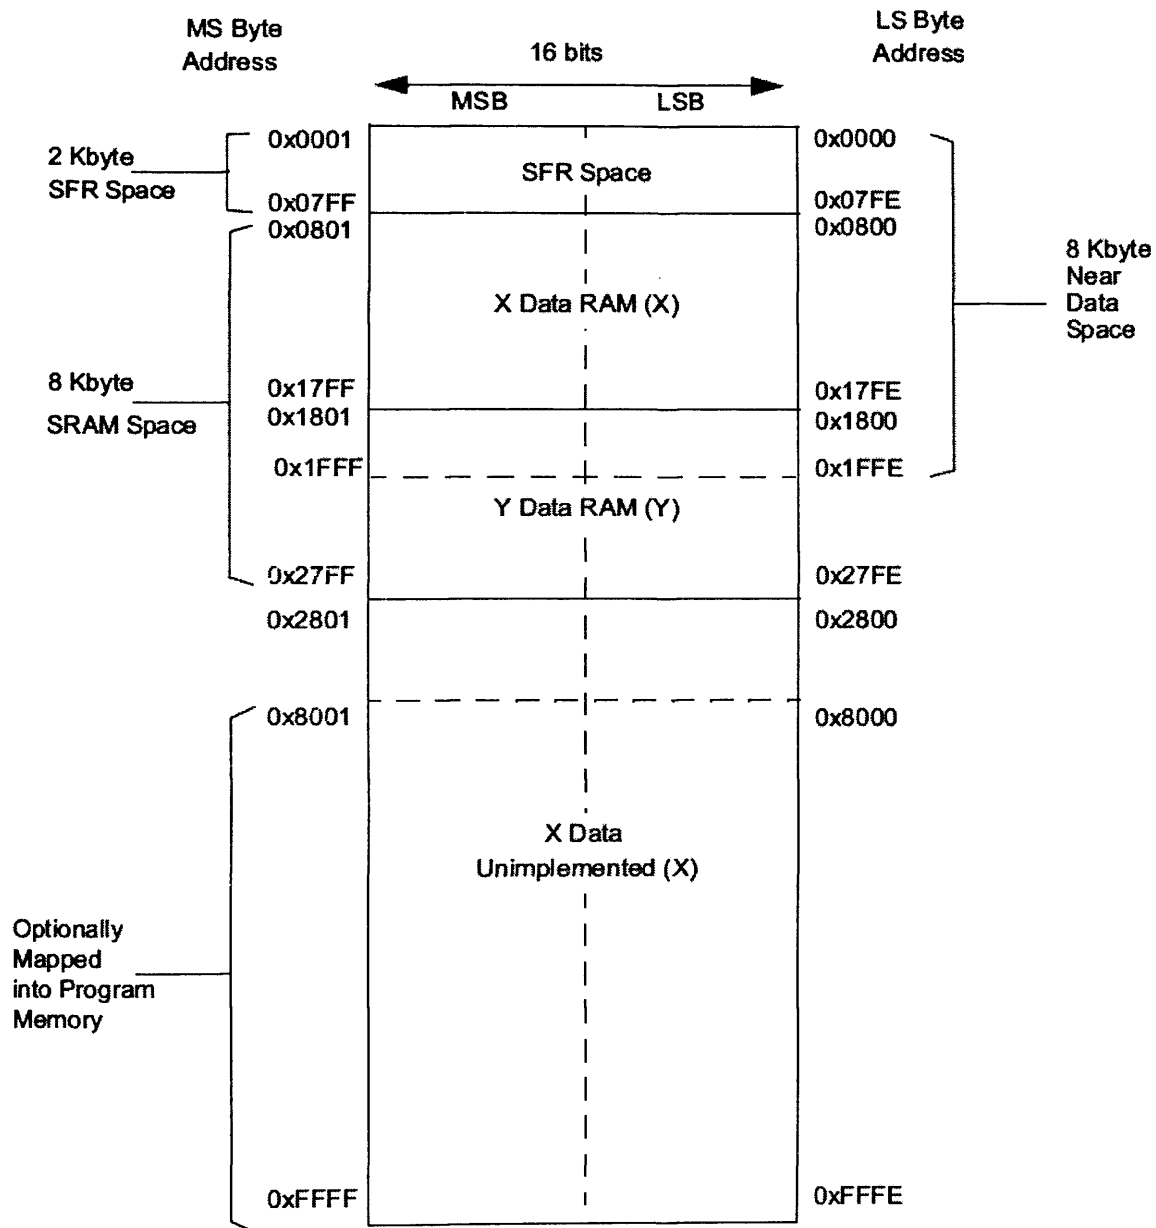 MS Byte
Address
16 bits
LS Byte
Address
MSB
LSB
0x0001
0x0000
2 Kbyte
SFR Space
SFR Space
0x07FF
0x07FE
0x0801
0x0800
8 Kbyte
Near
Data
Space
X Data RAM (X)
8 Kbyte
SRAM Space
0x17FF
0x17FE
0x1801
0x1800
0x1FFF
0x1FFE
Y Data RAM (Y)
0x27FF
0x27FE
0x2801
0x2800
0x8001
0x8000
X Data
Unimplemented (X)
Optionally
Mapped
into Program
Memory
0xFFFF
0xFFFE